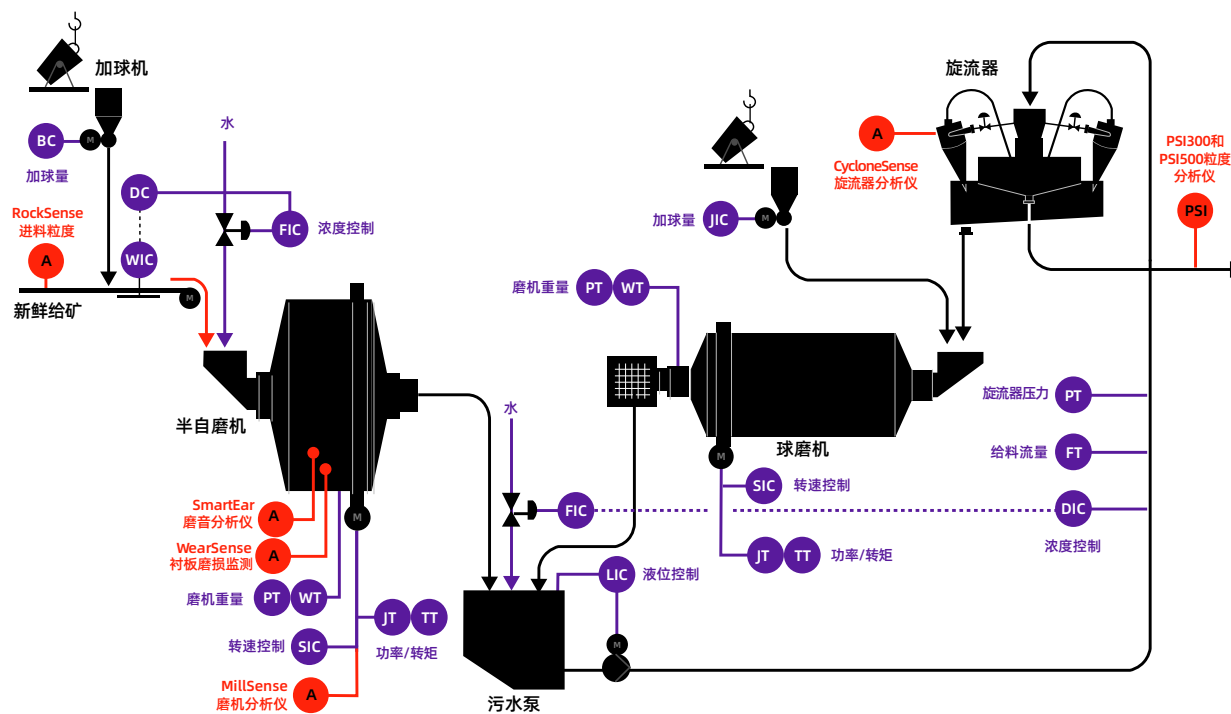 加球机
M
BC
加球量
水
DC
RockSense
进料粒度
A
WIC
FIC
浓度控制
新鲜给矿
M
半自磨机
SmartEar
磨音分析仪
A
WearSense
衬板磨损监测
A
M
磨机重量
PT
WT
JT
TT
功率/转矩
转速控制
SIC
MillSense
磨机分析仪
A
水
FIC
LIC
液位控制
M
污水泵
加球量
JIC
M
磨机重量
PT
WT
球磨机
M
SIC
转速控制
JT
TT
功率/转矩
旋流器
A
CycloneSense
旋流器分析仪
PSI300和
PSI500粒度
分析仪
PSI
旋流器压力
PT
给料流量
FT
DIC
浓度控制